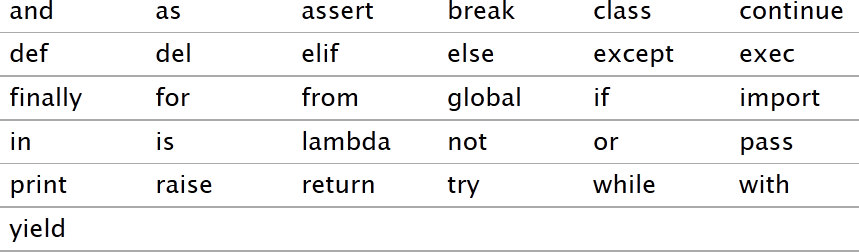 and as assert break class continue
def del elif else except exec
finally for from global if import
in is lambda not or pass
print raise return try while with
yield